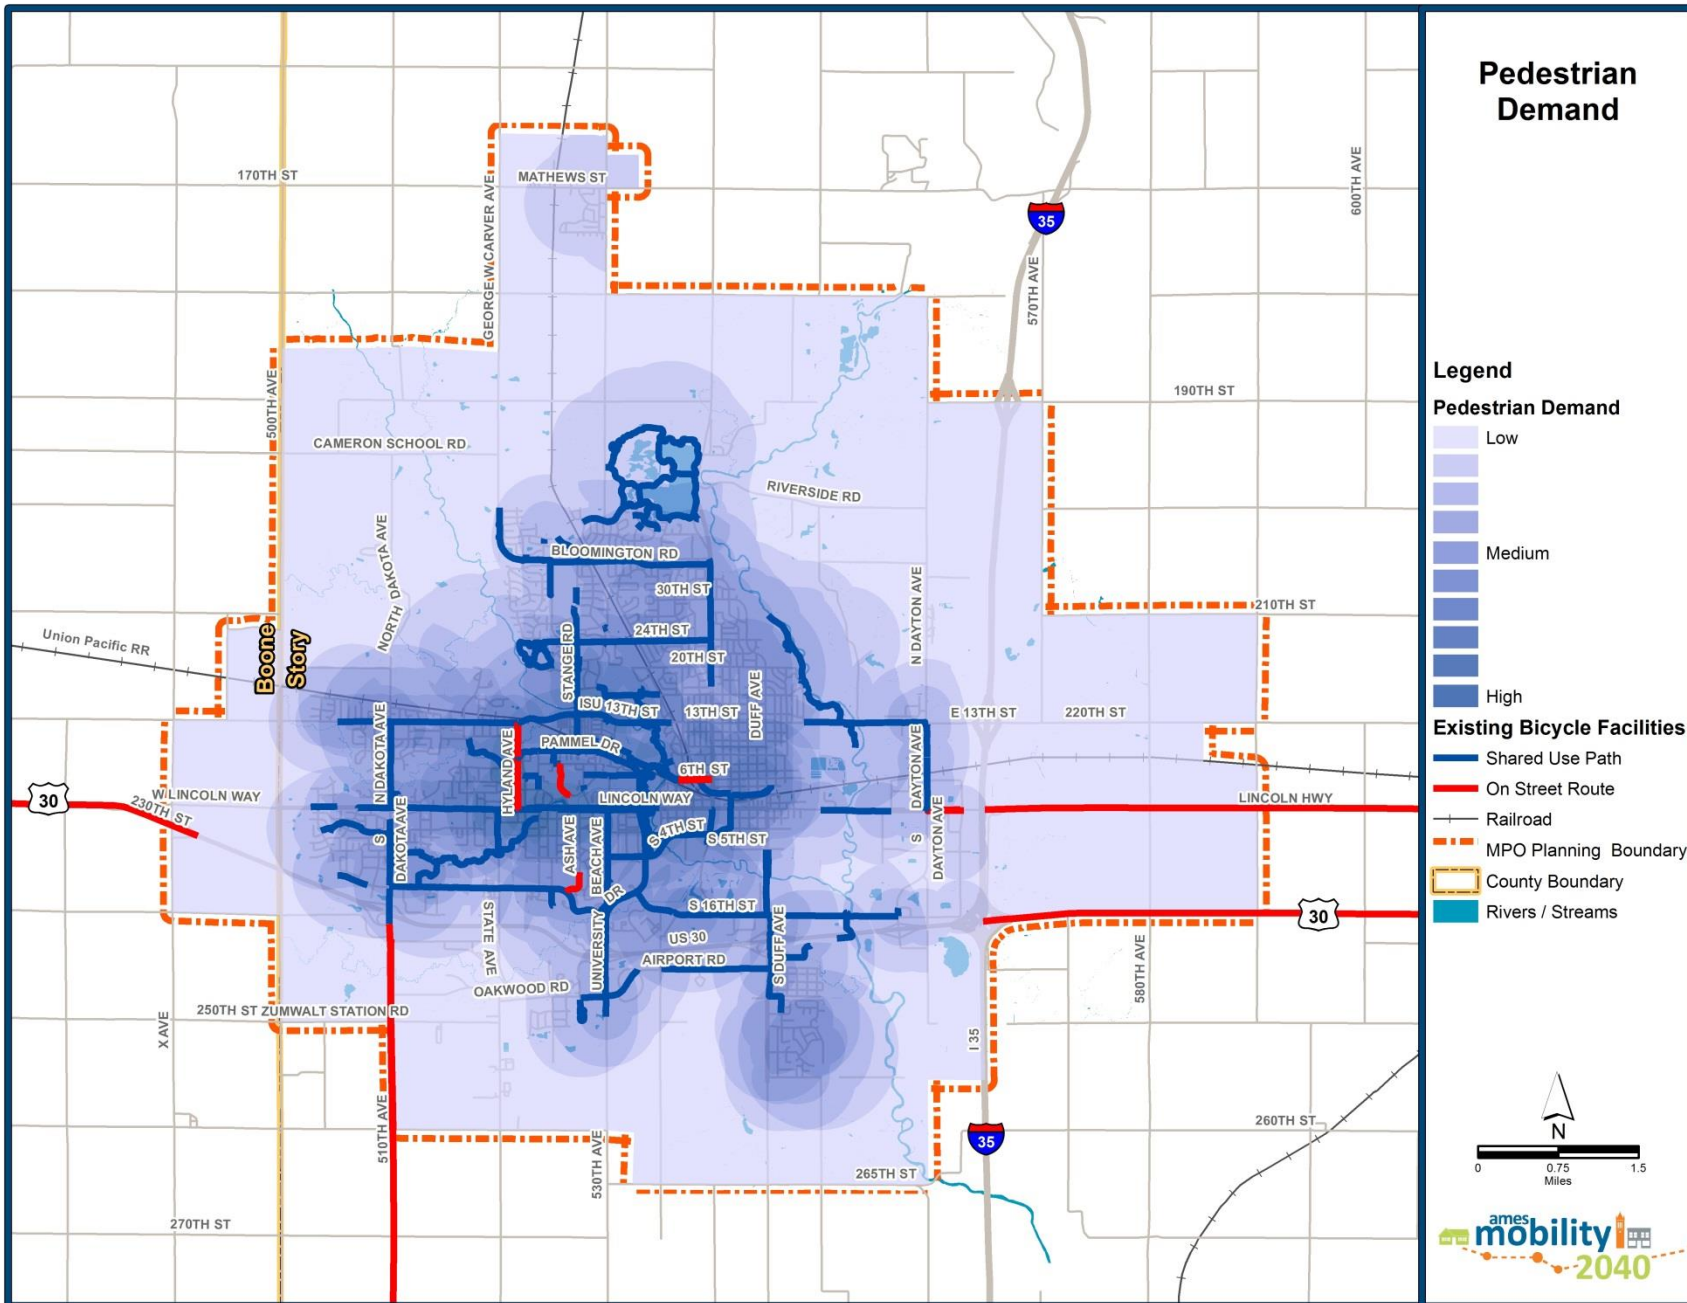 Pedestrian
Demand
170TH ST
MATHEWS ST
GEORGE W CARVER AVE
600TH AVE
35
570TH AVE
500TH AVE
190TH ST
CAMERON SCHOOL RD
RIVERSIDE RD
NORTH DAKOTA AVE
BLOOMINGTON RD
30TH ST
N DAYTON AVE
210TH ST
Union Pacific RR
Boone
Story
24TH ST
STANGE RD
20TH ST
DUFF AVE
ISU 13TH ST
13TH ST
E 13TH ST
220TH ST
N DAKOTA AVE
HYLAND AVE
PAMMEL DR
6TH ST
S DAYTON AVE
30
230TH ST
W LINCOLN WAY
LINCOLN WAY
LINCOLN HWY
S DAKOTA AVE
ASH AVE
BEACH AVE
S 4TH ST
S 5TH ST
DAYTON AVE
STATE AVE
UNIVERSITY DR
S 16TH ST
US 30
S DUFF AVE
30
AIRPORT RD
OAKWOOD RD
580TH AVE
250TH ST ZUMWALT STATION RD
X AVE
I 35
510TH AVE
530TH AVE
35
260TH ST
265TH ST
270TH ST
Legend
Pedestrian Demand
Low
Medium
High
Existing Bicycle Facilities
Shared Use Path
On Street Route
Railroad
MPO Planning Boundary
County Boundary
Rivers / Streams
N
0 0.75 1.5
Miles
ames
mobility
2040